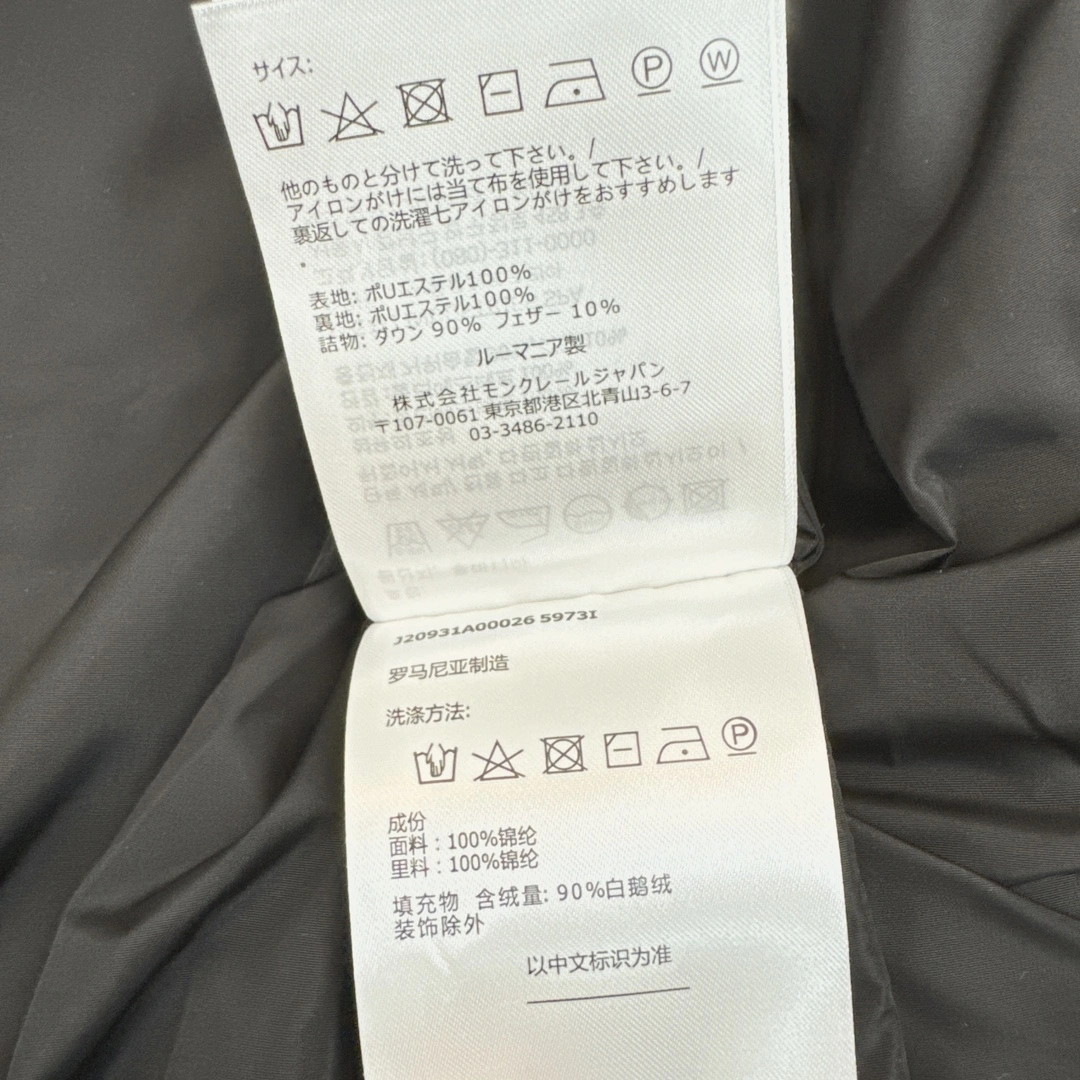 サイズ:
P W
他のものと分けて洗って下さい。/
アイロンがけには当て布を使用して下さい。/
裏返しての洗濯七アイロンがけをおすすめします
.
表地: ポUエステル100%
裏地: ポUエステル100%
詰物: ダウン 90% フェザー 10%
ルーマニア製
株式会社モンクレールジャパン
〒107-0061 東京都港区北青山3-6-7
03-3486-2110
J20931A00026 5973I
罗马尼亚制造
洗涤方法:
P
成份
面料 : 100%锦纶
里料 : 100%锦纶
填充物 含绒量: 90%白鹅绒
装饰除外
以中文标识为准